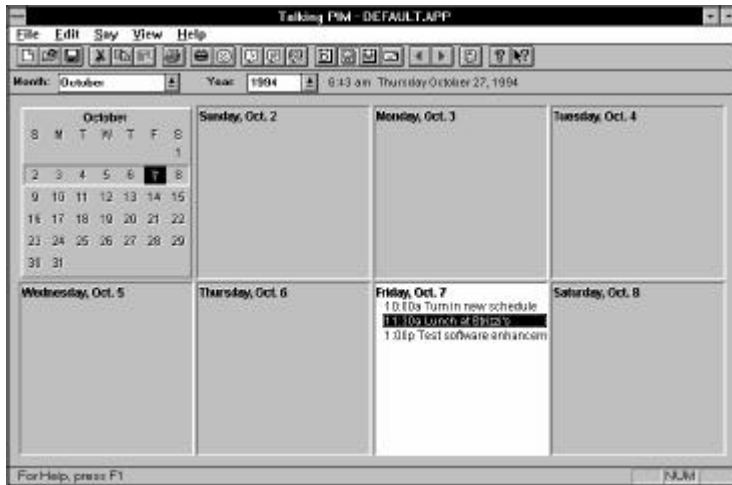 Talking PIM - DEFAULT.APP
File Edit Say View Help
Month: October Year: 1994 6:43 am Thursday October 27, 1994
October
S M T W T F S
1
2 3 4 5 6 7 8
9 10 11 12 13 14 15
16 17 18 19 20 21 22
23 24 25 26 27 28 29
30 31
Sunday, Oct. 2
Monday, Oct. 3
Tuesday, Oct. 4
Wednesday, Oct. 5
Thursday, Oct. 6
Friday, Oct. 7
10:00a Turn in new schedule
11:30a Lunch at
1:00p Test software enhancem
Saturday, Oct. 8
For Help, press F1
NUM